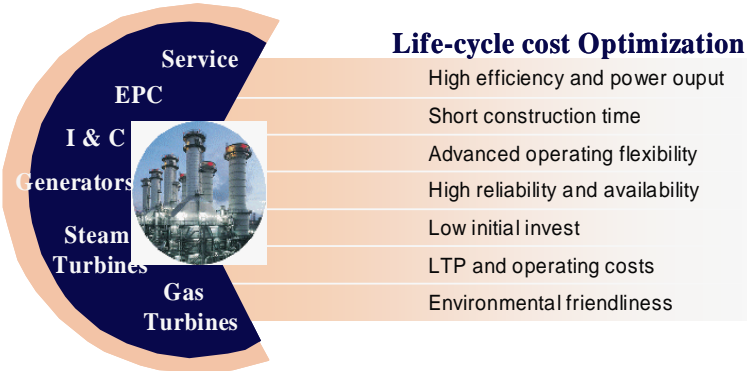 Life-cycle cost Optimization
Service
EPC
I & C
Generators
Steam
Turbines
Gas
Turbines
High efficiency and power ouput
Short construction time
Advanced operating flexibility
High reliability and availability
Low initial invest
LTP and operating costs
Environmental friendliness